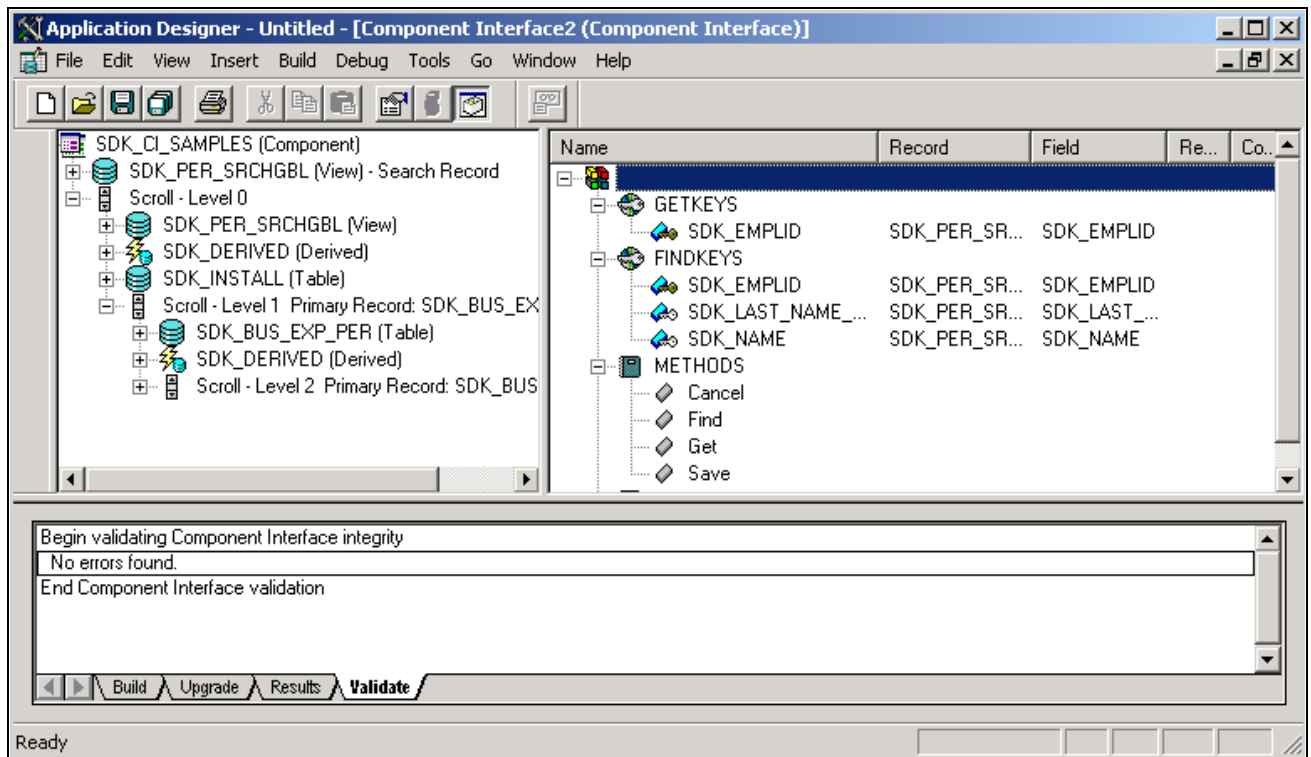 Application Designer - Untitled - [Component Interface2 (Component Interface)]
File Edit View Insert Build Debug Tools Go Window Help
SDK_CI_SAMPLES (Component)
SDK_PER_SRCHGBL (View) - Search Record
Scroll - Level 0
SDK_PER_SRCHGBL (View)
SDK_DERIVED (Derived)
SDK_INSTALL (Table)
Scroll - Level 1 Primary Record: SDK_BUS_EX
SDK_BUS_EXP_PER (Table)
SDK_DERIVED (Derived)
Scroll - Level 2 Primary Record: SDK_BUS
Name Record Field Re... Co...
GETKEYS
SDK_EMPLID SDK_PER_SR... SDK_EMPLID
FINDKEYS
SDK_EMPLID SDK_PER_SR... SDK_EMPLID
SDK_LAST_NAME_... SDK_PER_SR... SDK_LAST_...
SDK_NAME SDK_PER_SR... SDK_NAME
METHODS
Cancel
Find
Get
Save
Begin validating Component Interface integrity
No errors found.
End Component Interface validation
Build Upgrade Results Validate
Ready